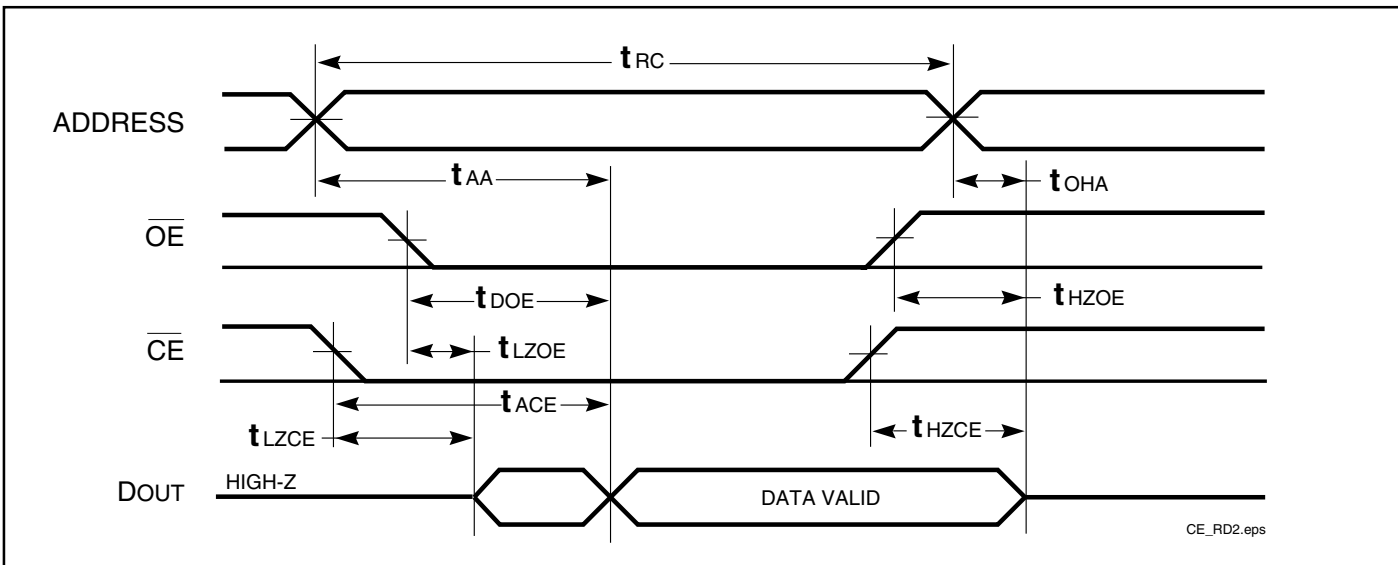 tRC
ADDRESS
tAA
tOHA
OE
tDOE
tHZOE
CE
tLZOE
tACE
tLZCE
tHZCE
HIGH-Z
DOUT
DATA VALID
CE_RD2.eps